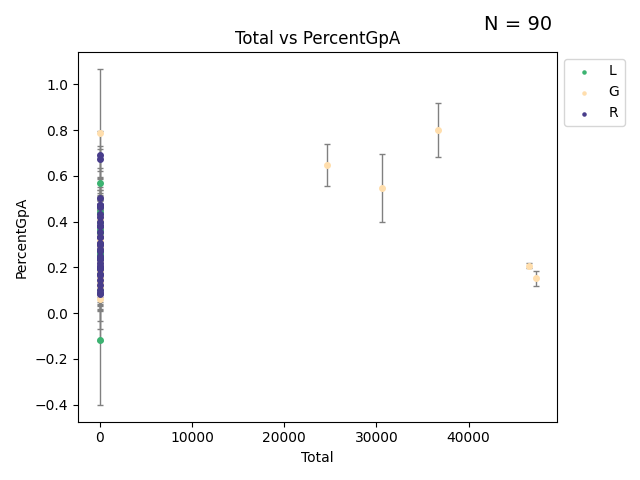 N = 90
Total vs PercentGpA
L
G
R
PercentGpA
1.0
0.8
0.6
0.4
0.2
0.0
−0.2
−0.4
0 10000 20000 30000 40000
Total